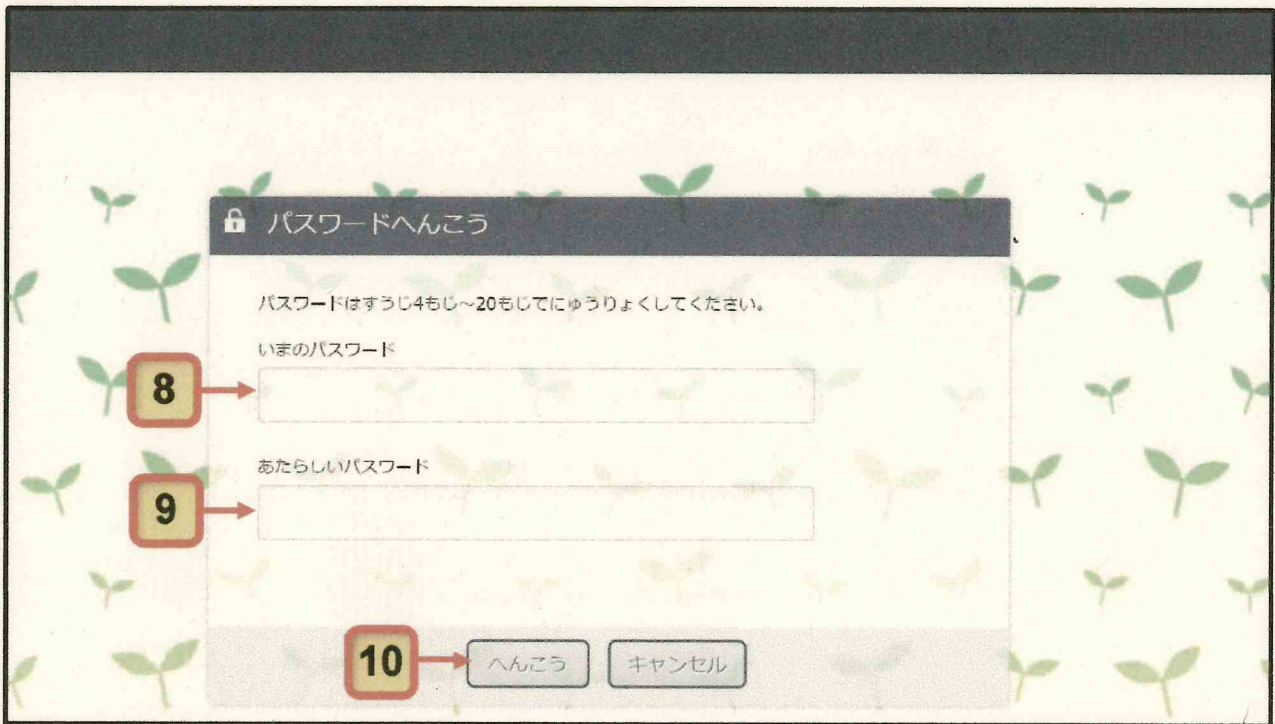 パスワードへんこう
パスワードはすうじ4もじ～20もじでにゅうりょくしてください。
いまのパスワード
8
あたらしいパスワード
9
10 へんこう キャンセル